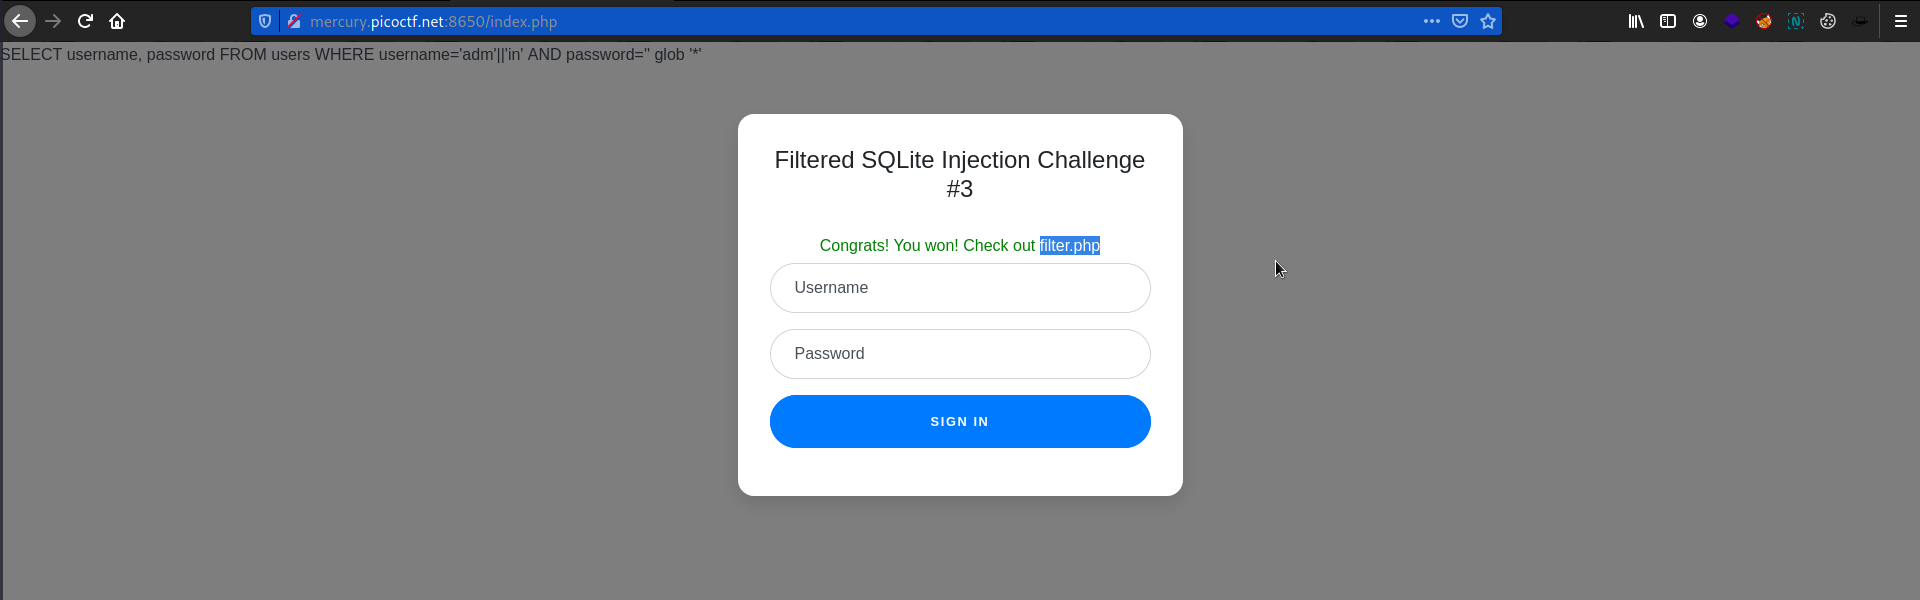 mercury.picoctf.net:8650/index.php
SELECT username, password FROM users WHERE username='adm'||'in' AND password='' glob '*'
Filtered SQLite Injection Challenge
#3
Congrats! You won! Check out filter.php
Username
Password
SIGN IN